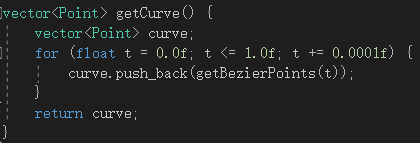 vector<Point> getCurve() {
    vector<Point> curve;
    for (float t = 0.0f; t <= 1.0f; t += 0.0001f) {
        curve.push_back(getBezierPoints(t));
    }
    return curve;
}